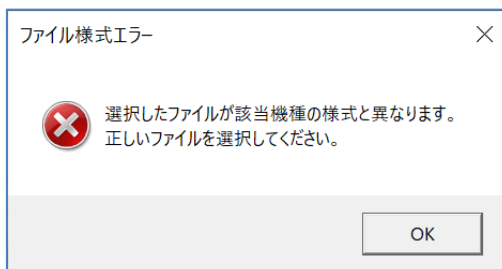 ファイル様式エラー
選択したファイルが該当機種の様式と異なります。
正しいファイルを選択してください。
OK